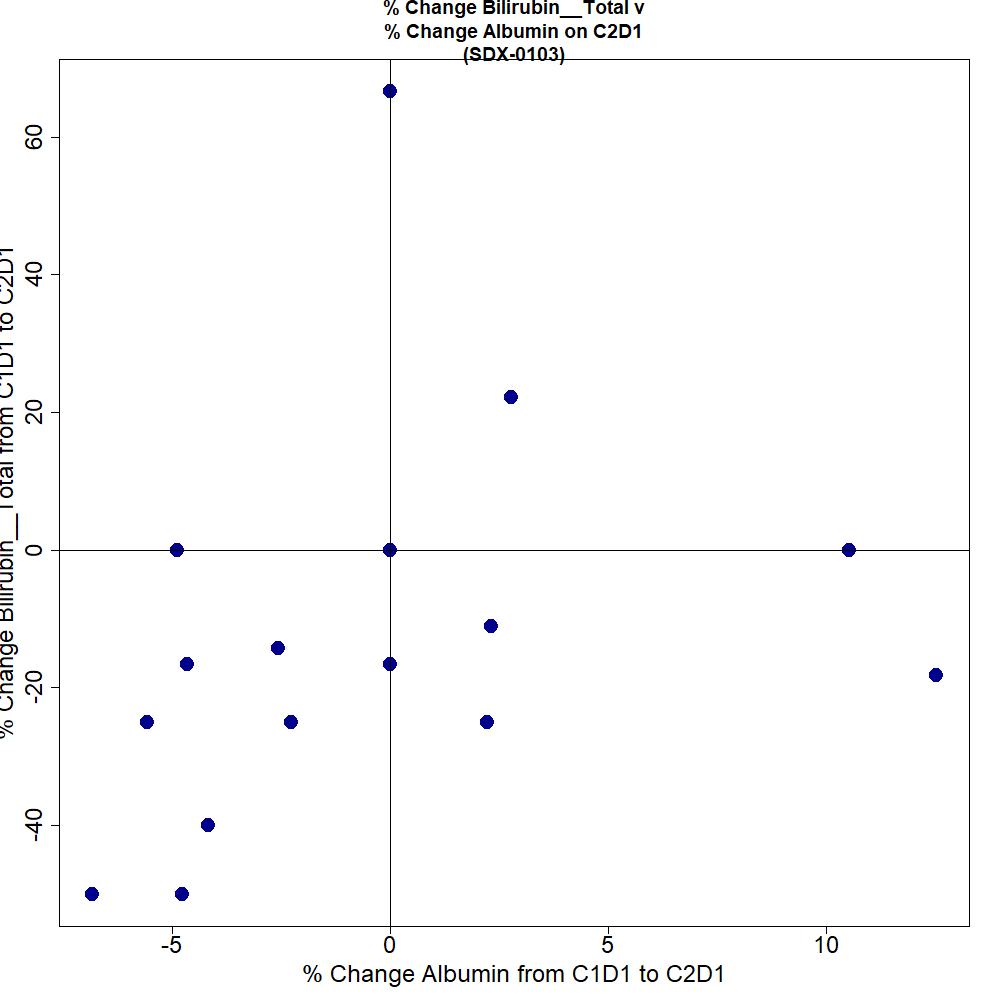 % Change Bilirubin__Total v
% Change Albumin on C2D1
(SDX-0103)
% Change Bilirubin__Total from C1D1 to C2D1
60
40
20
0
-20
-40
-5
0
5
10
% Change Albumin from C1D1 to C2D1